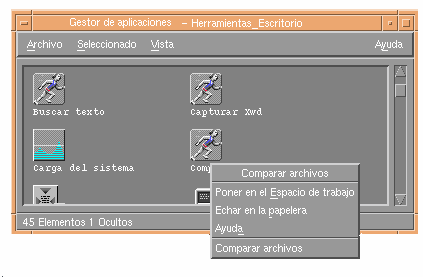 Gestor de aplicaciones - Herramientas_Escritorio
Archivo Seleccionado Vista Ayuda
Buscar texto Capturar Xwd
Carga del sistema Com
Comparar archivos
Poner en el Espacio de trabajo
Echar en la papelera
Ayuda
Comparar archivos
45 Elementos 1 Ocultos